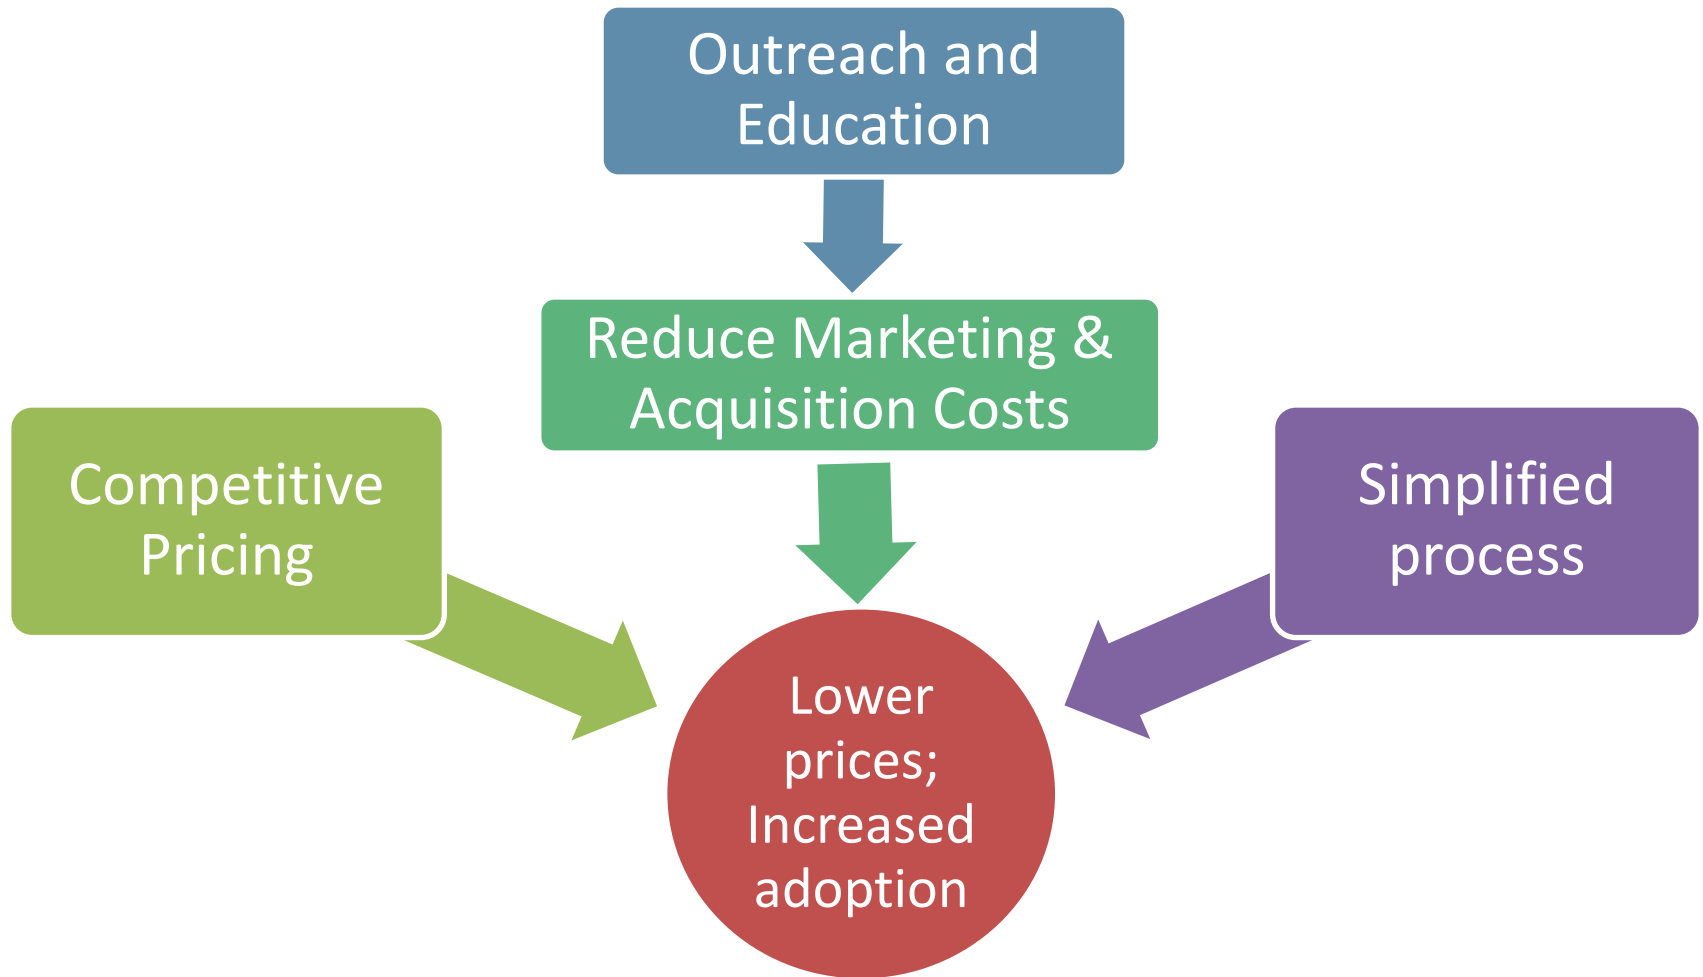 Outreach and
Education
Reduce Marketing &
Acquisition Costs
Competitive
Pricing
Simplified
process
Lower
prices;
Increased
adoption